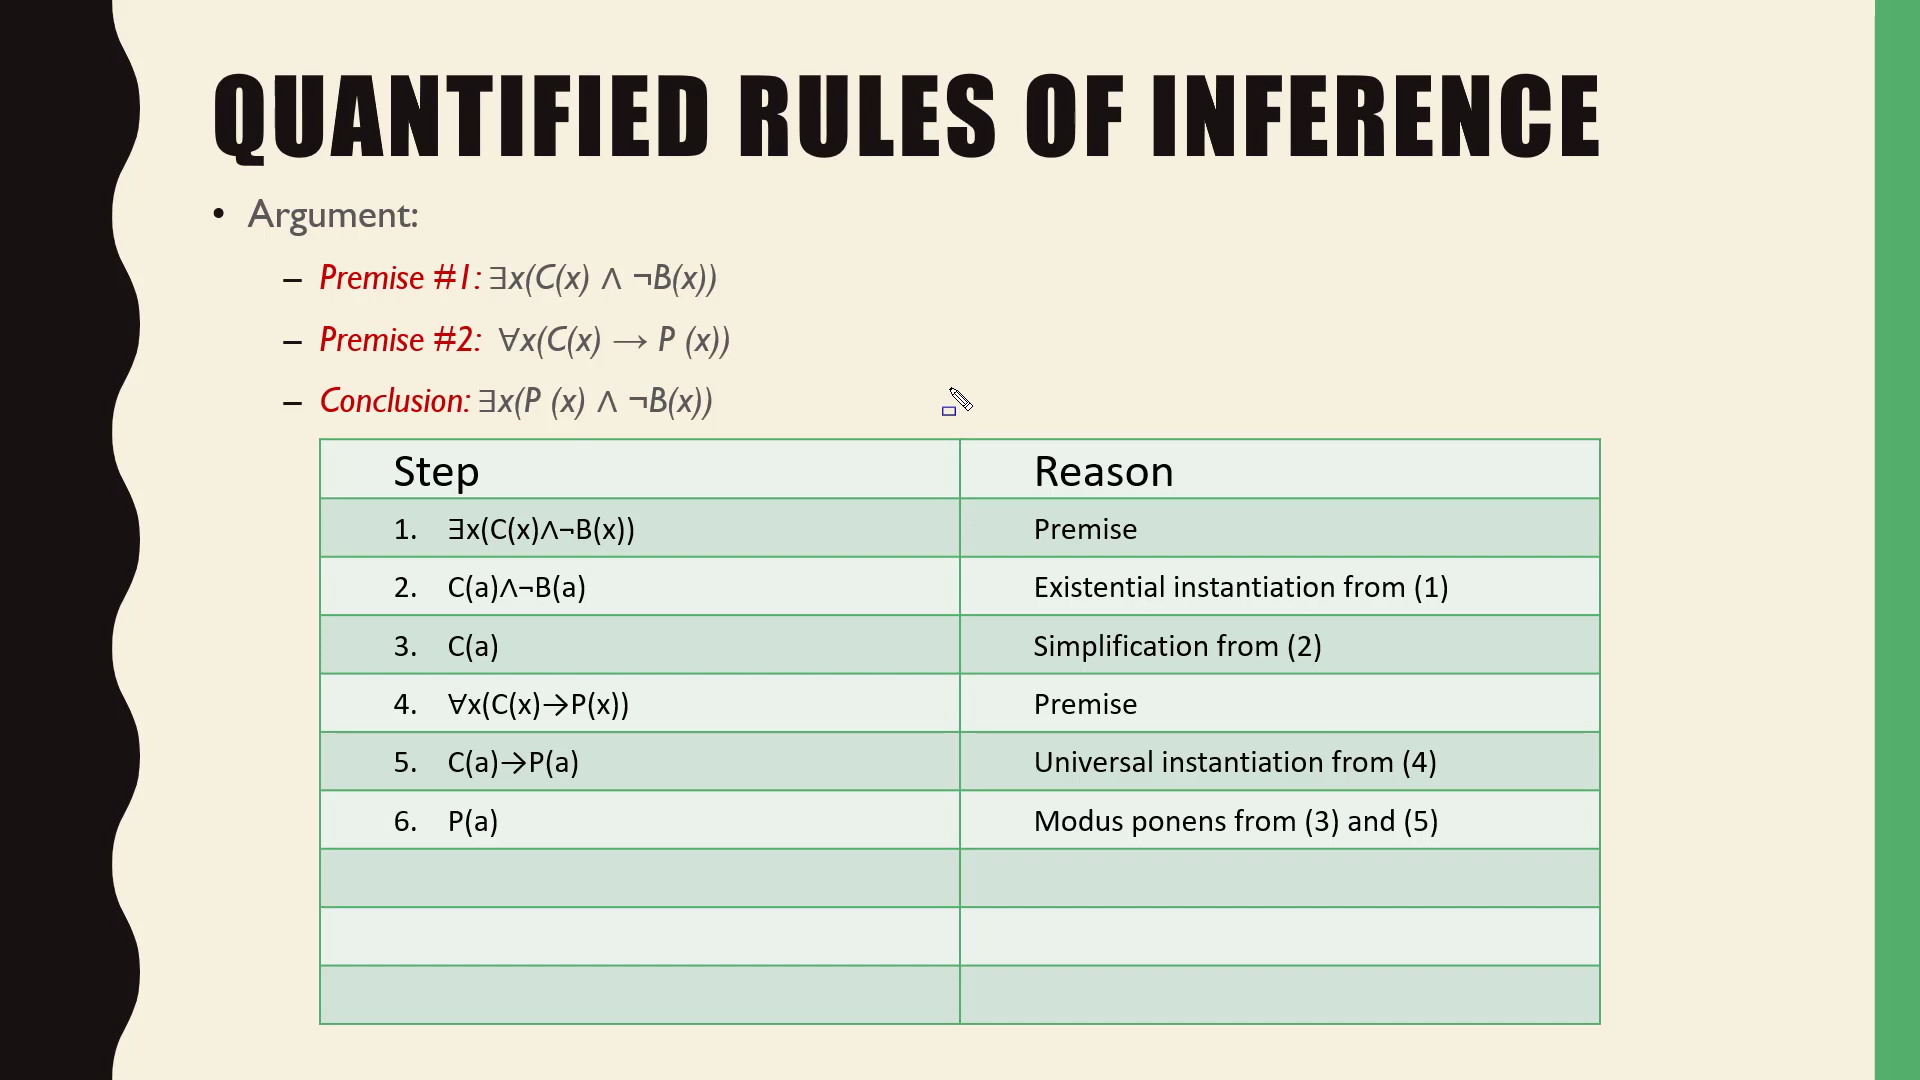 QUANTIFIED RULES OF INFERENCE
• Argument:
– Premise #1: ∃x(C(x) ∧ ¬B(x))
– Premise #2: ∀x(C(x) → P (x))
– Conclusion: ∃x(P (x) ∧ ¬B(x))
Step Reason
1. ∃x(C(x)∧¬B(x)) Premise
2. C(a)∧¬B(a) Existential instantiation from (1)
3. C(a) Simplification from (2)
4. ∀x(C(x)→P(x)) Premise
5. C(a)→P(a) Universal instantiation from (4)
6. P(a) Modus ponens from (3) and (5)